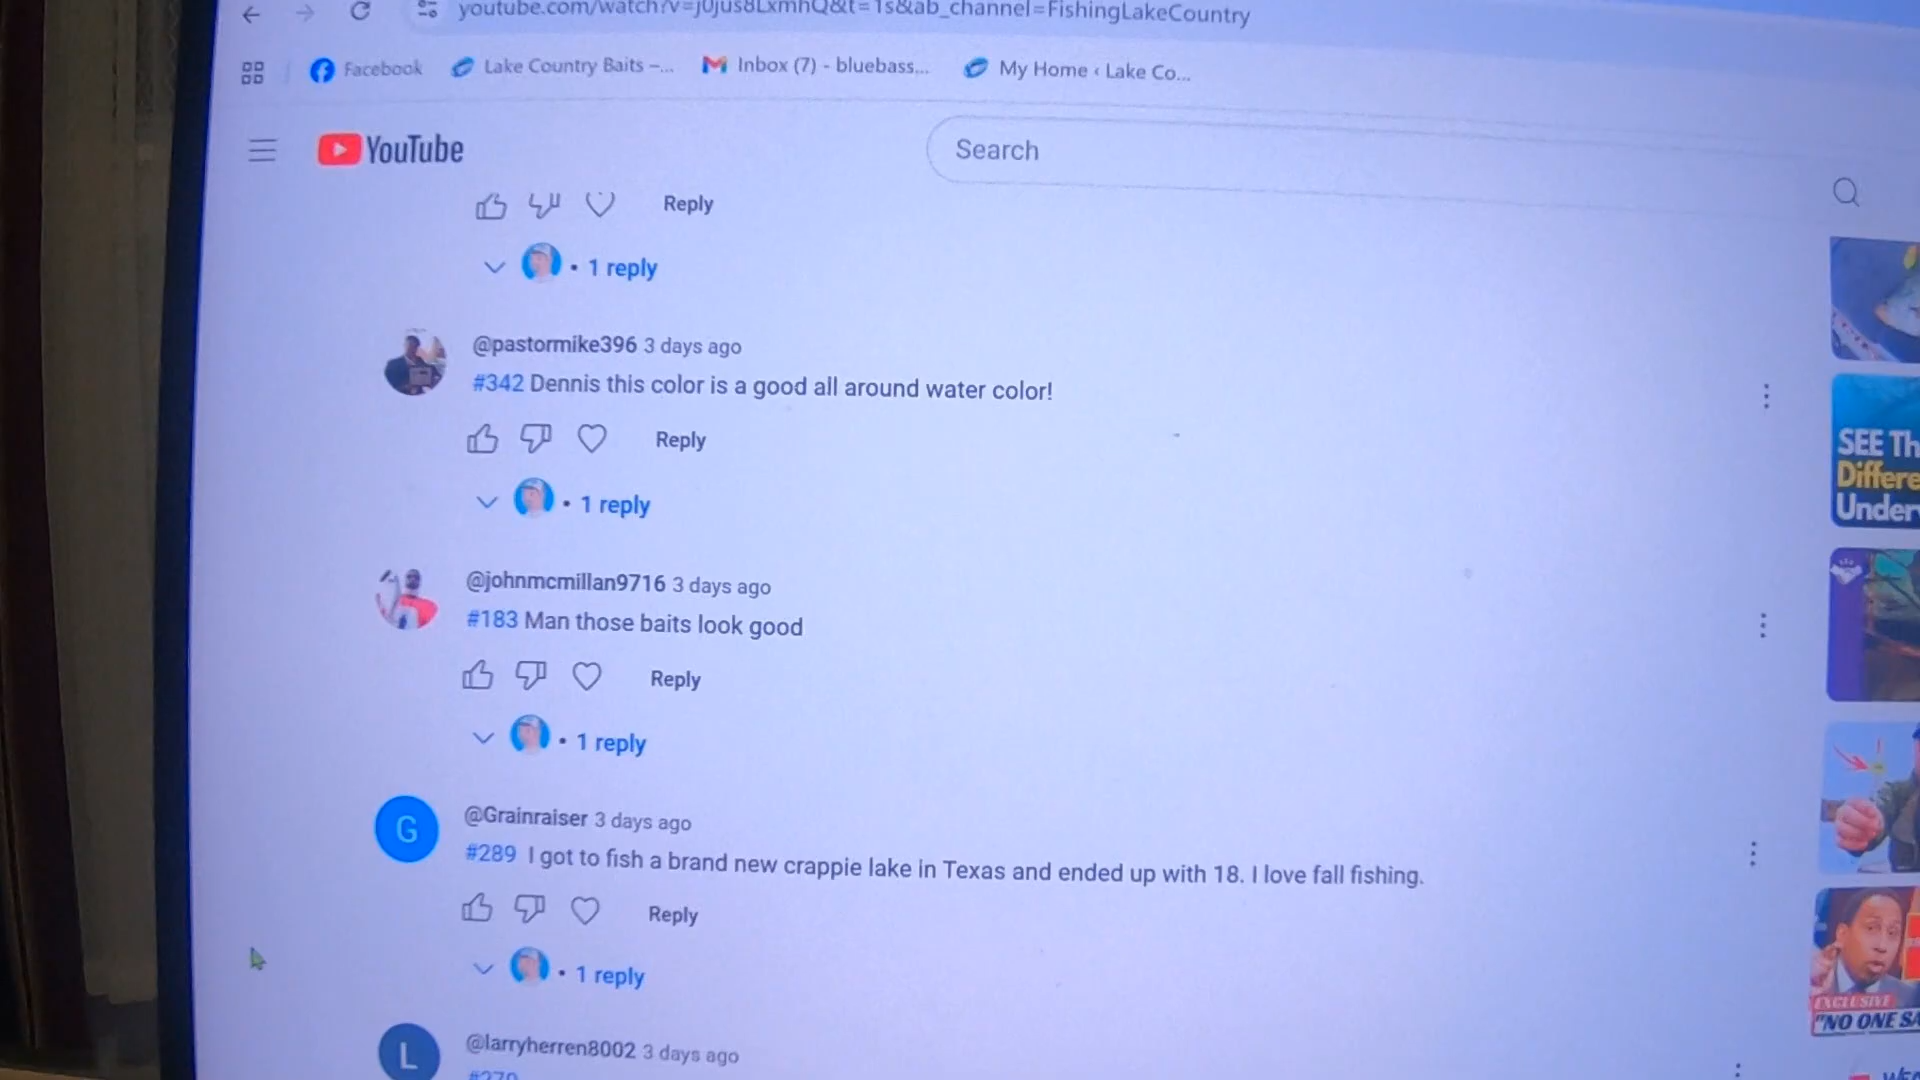 youtube.com/watch?v=j0jus8LxmhQ&t=1s&ab_channel=FishingLakeCountry
Facebook
Lake Country Baits –...
Inbox (7) - bluebass...
My Home ‹ Lake Co...
YouTube
Search
Reply
• 1 reply
@pastormike396 3 days ago
#342 Dennis this color is a good all around water color!
Reply
• 1 reply
SEE Th
Differe
Under
@johnmcmillan9716 3 days ago
#183 Man those baits look good
Reply
• 1 reply
G
@Grainraiser 3 days ago
#289 I got to fish a brand new crappie lake in Texas and ended up with 18. I love fall fishing.
Reply
• 1 reply
EXCLUSIVE
"NO ONE SA
L
@larryherren8002 3 days ago